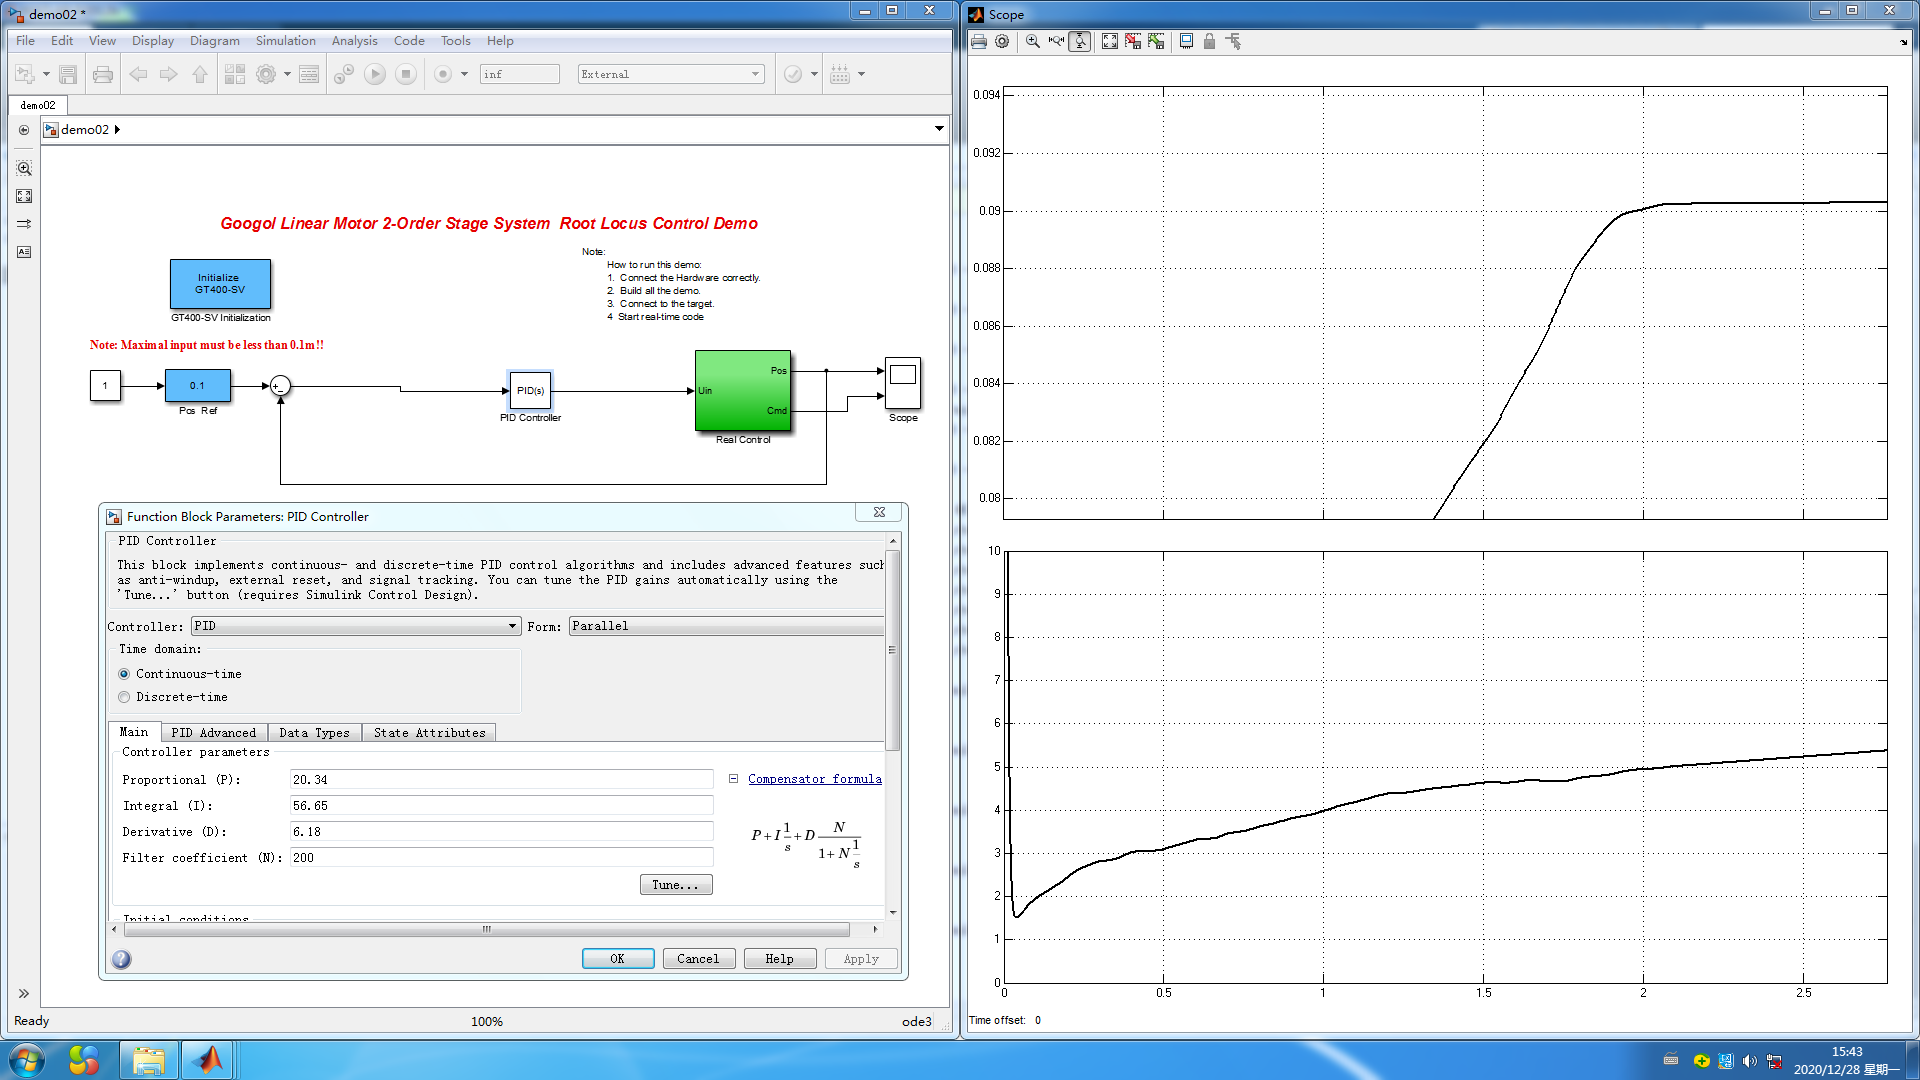 demo02 *
File Edit View Display Diagram Simulation Analysis Code Tools Help
inf
External
demo02
demo02
Googol Linear Motor 2-Order Stage System Root Locus Control Demo
Note:
How to run this demo:
1. Connect the Hardware correctly.
2. Build all the demo.
3. Connect to the target.
4 Start real-time code
Initialize
GT400-SV
GT400-SV Initialization
Note: Maximal input must be less than 0.1m!!
1
0.1
Pos Ref
+
-
PID(s)
PID Controller
Uin
Pos
Cmd
Real Control
Scope
Function Block Parameters: PID Controller
PID Controller
This block implements continuous- and discrete-time PID control algorithms and includes advanced features such
as anti-windup, external reset, and signal tracking. You can tune the PID gains automatically using the
'Tune...' button (requires Simulink Control Design).
Controller: PID Form: Parallel
Time domain:
Continuous-time
Discrete-time
Main PID Advanced Data Types State Attributes
Controller parameters
Proportional (P): 20.34
Compensator formula
Integral (I): 56.65
Derivative (D): 6.18
Filter coefficient (N): 200
P+I 1/s +D N/(1+N 1/s)
Tune...
Initial conditions
OK Cancel Help Apply
Ready 100% ode3
Scope
0.094
0.092
0.09
0.088
0.086
0.084
0.082
0.08
10
9
8
7
6
5
4
3
2
1
0
0 0.5 1 1.5 2 2.5
Time offset: 0
15:43
2020/12/28 星期一